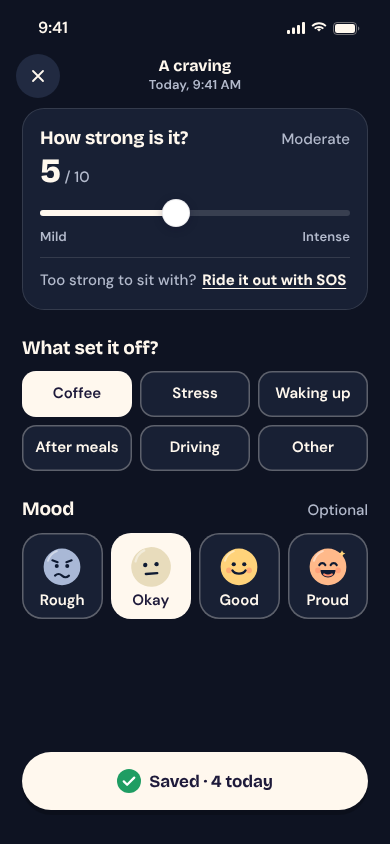 9:41
A craving
Today, 9:41 AM
How strong is it?
Moderate
5 / 10
Mild
Intense
Too strong to sit with? Ride it out with SOS
What set it off?
Coffee
Stress
Waking up
After meals
Driving
Other
Mood
Optional
Rough
Okay
Good
Proud
Saved · 4 today